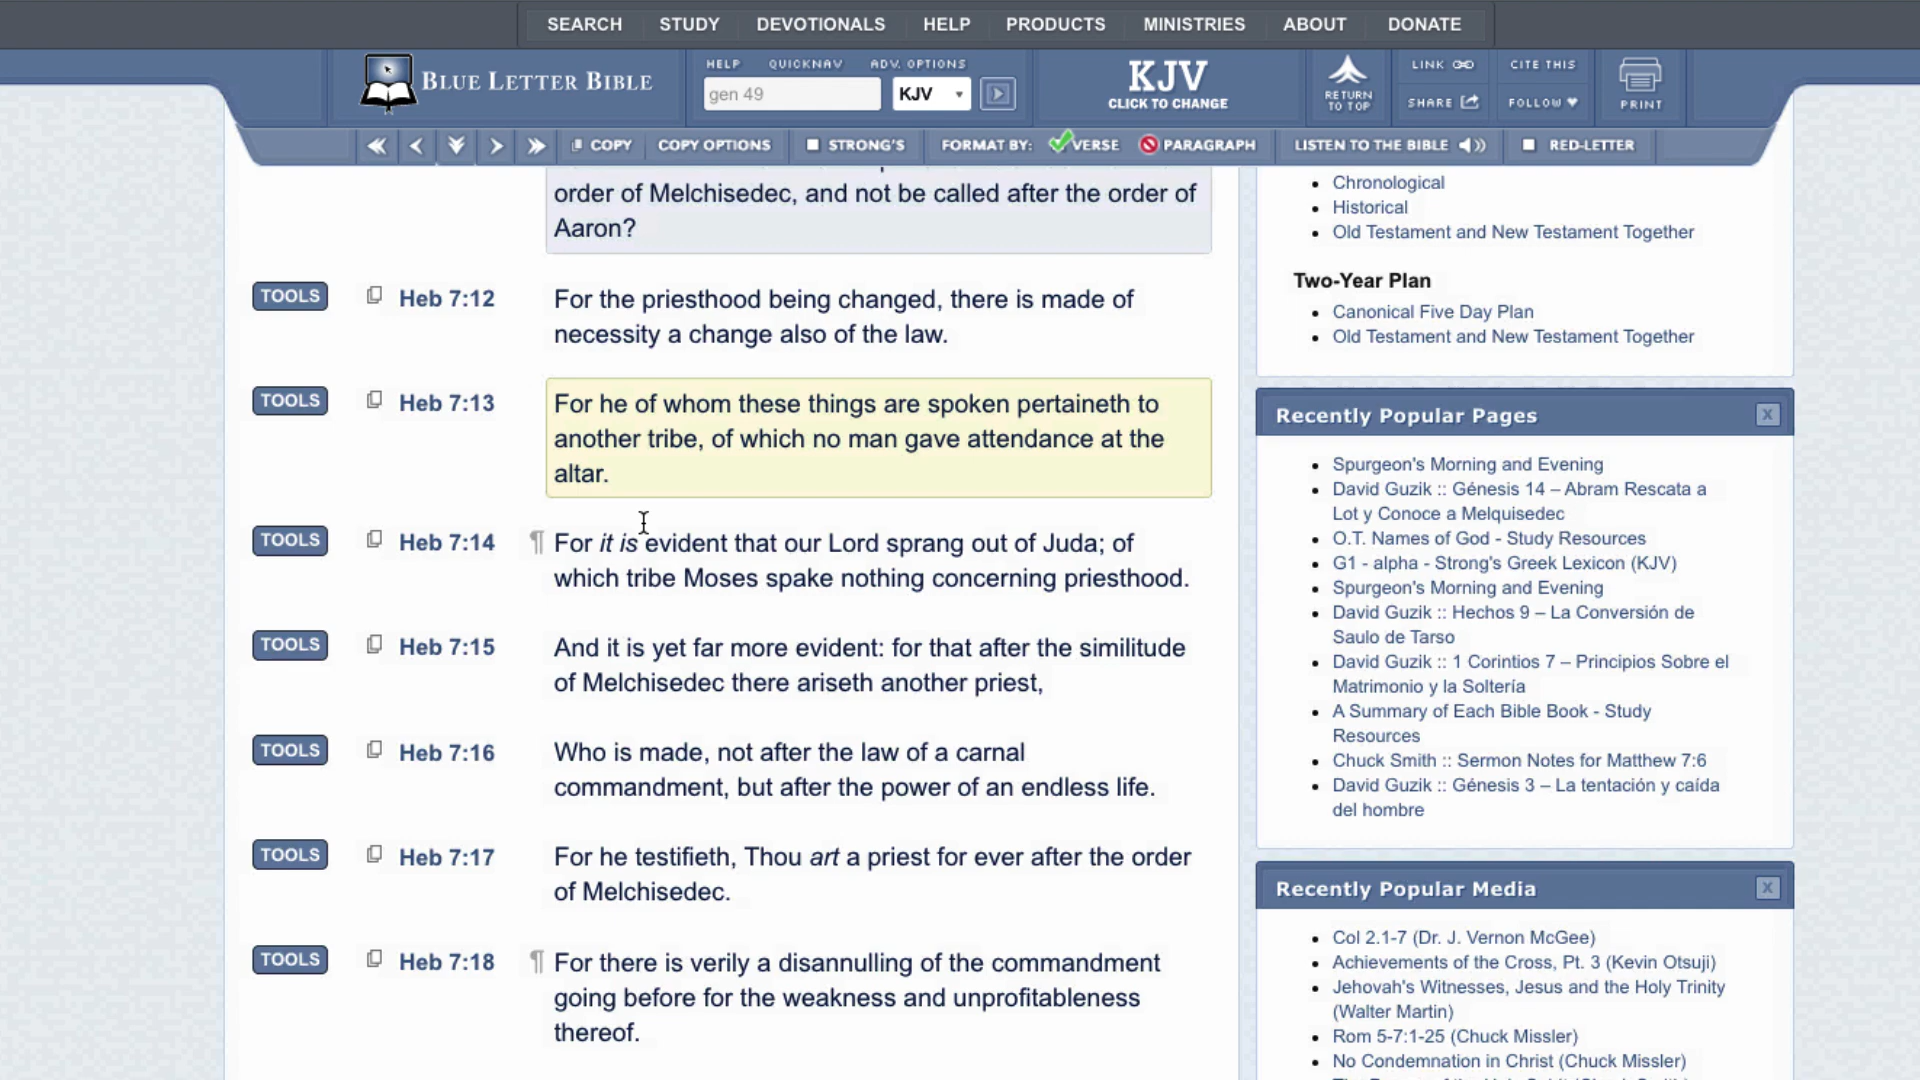 SEARCH STUDY DEVOTIONALS HELP PRODUCTS MINISTRIES ABOUT DONATE
BLUE LETTER BIBLE
HELP QUICKNAV ADV. OPTIONS
gen 49 KJV
KJV
CLICK TO CHANGE
RETURN
TO TOP
LINK CITE THIS
SHARE FOLLOW
PRINT
COPY COPY OPTIONS STRONG'S FORMAT BY: VERSE PARAGRAPH LISTEN TO THE BIBLE RED-LETTER
order of Melchisedec, and not be called after the order of
Aaron?
TOOLS Heb 7:12 For the priesthood being changed, there is made of
necessity a change also of the law.
TOOLS Heb 7:13 For he of whom these things are spoken pertaineth to
another tribe, of which no man gave attendance at the
altar.
TOOLS Heb 7:14 ¶ For it is evident that our Lord sprang out of Juda; of
which tribe Moses spake nothing concerning priesthood.
TOOLS Heb 7:15 And it is yet far more evident: for that after the similitude
of Melchisedec there ariseth another priest,
TOOLS Heb 7:16 Who is made, not after the law of a carnal
commandment, but after the power of an endless life.
TOOLS Heb 7:17 For he testifieth, Thou art a priest for ever after the order
of Melchisedec.
TOOLS Heb 7:18 ¶ For there is verily a disannulling of the commandment
going before for the weakness and unprofitableness
thereof.
Chronological
Historical
Old Testament and New Testament Together
Two-Year Plan
Canonical Five Day Plan
Old Testament and New Testament Together
Recently Popular Pages X
Spurgeon's Morning and Evening
David Guzik :: Génesis 14 – Abram Rescata a
Lot y Conoce a Melquisedec
O.T. Names of God - Study Resources
G1 - alpha - Strong's Greek Lexicon (KJV)
Spurgeon's Morning and Evening
David Guzik :: Hechos 9 – La Conversión de
Saulo de Tarso
David Guzik :: 1 Corintios 7 – Principios Sobre el
Matrimonio y la Soltería
A Summary of Each Bible Book - Study
Resources
Chuck Smith :: Sermon Notes for Matthew 7:6
David Guzik :: Génesis 3 – La tentación y caída
del hombre
Recently Popular Media X
Col 2.1-7 (Dr. J. Vernon McGee)
Achievements of the Cross, Pt. 3 (Kevin Otsuji)
Jehovah's Witnesses, Jesus and the Holy Trinity
(Walter Martin)
Rom 5-7:1-25 (Chuck Missler)
No Condemnation in Christ (Chuck Missler)